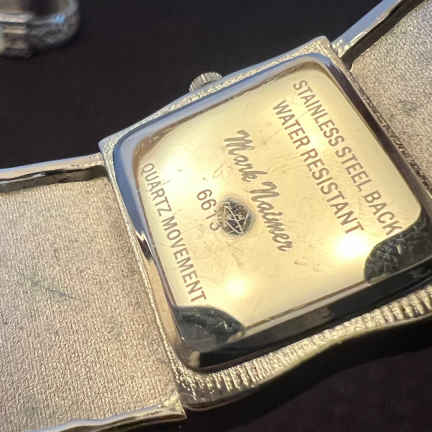 STAINLESS STEEL BACK
WATER RESISTANT
Mark Naimer
6613
QUARTZ MOVEMENT